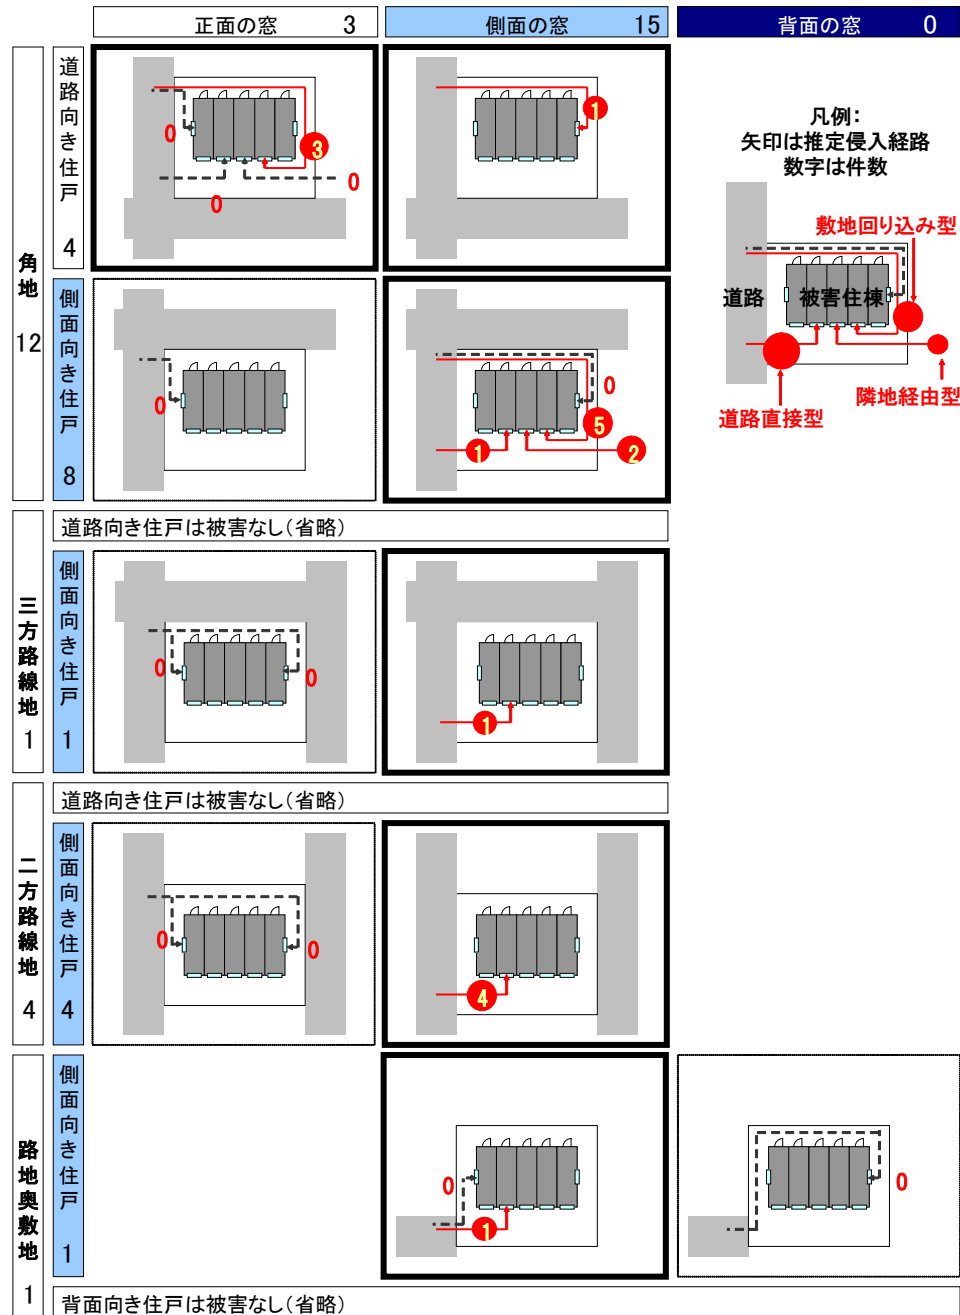 正面の窓 3
側面の窓 15
背面の窓 0
角地 12
道路向き住戸 4
0
3
0
0
1
凡例：
矢印は推定侵入経路
数字は件数
敷地回り込み型
道路
被害住棟
隣地経由型
道路直接型
側面向き住戸 8
0
0
5
1
2
道路向き住戸は被害なし（省略）
三方路線地 1
側面向き住戸 1
0
0
1
道路向き住戸は被害なし（省略）
二方路線地 4
側面向き住戸 4
0
0
4
路地奥敷地 1
側面向き住戸 1
0
1
0
背面向き住戸は被害なし（省略）